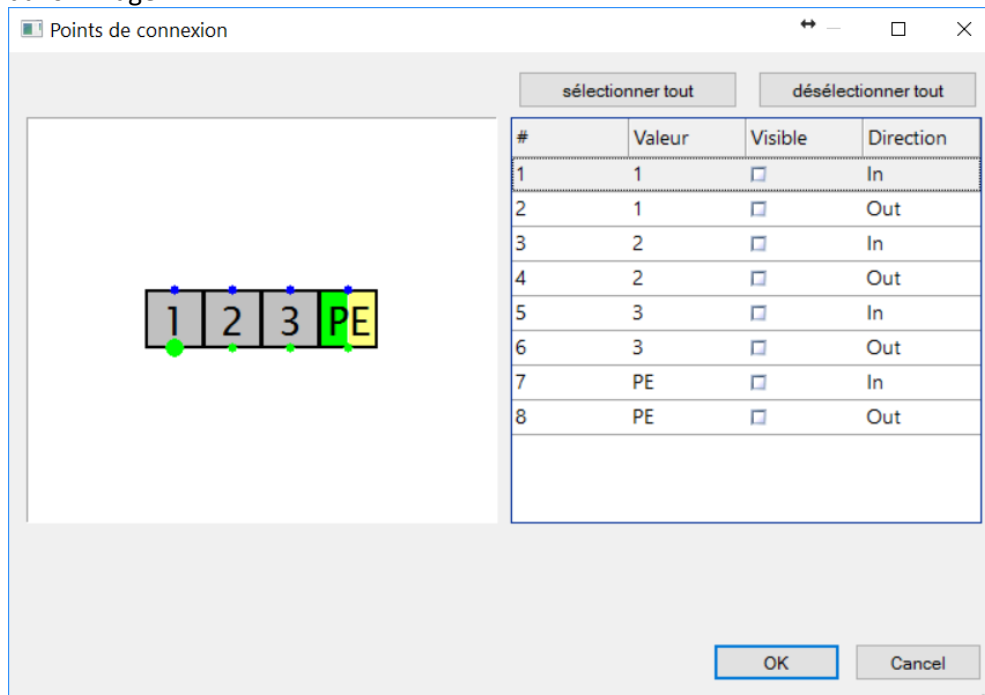 Points de connexion
sélectionner tout désélectionner tout
# Valeur Visible Direction
1 1 In
2 1 Out
3 2 In
4 2 Out
5 3 In
6 3 Out
7 PE In
8 PE Out
1 2 3 PE
OK Cancel